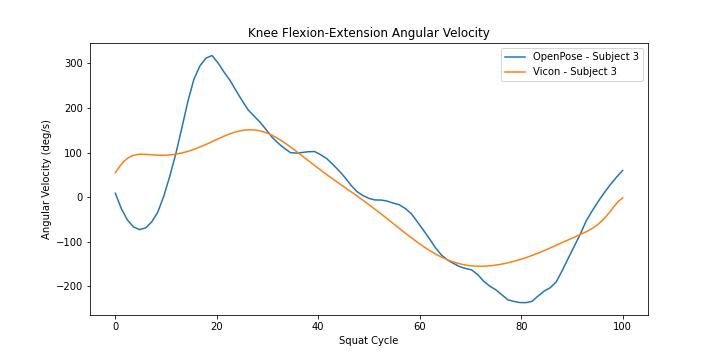 Knee Flexion-Extension Angular Velocity
OpenPose - Subject 3
Vicon - Subject 3
Angular Velocity (deg/s)
300
200
100
0
−100
−200
0
20
40
60
80
100
Squat Cycle